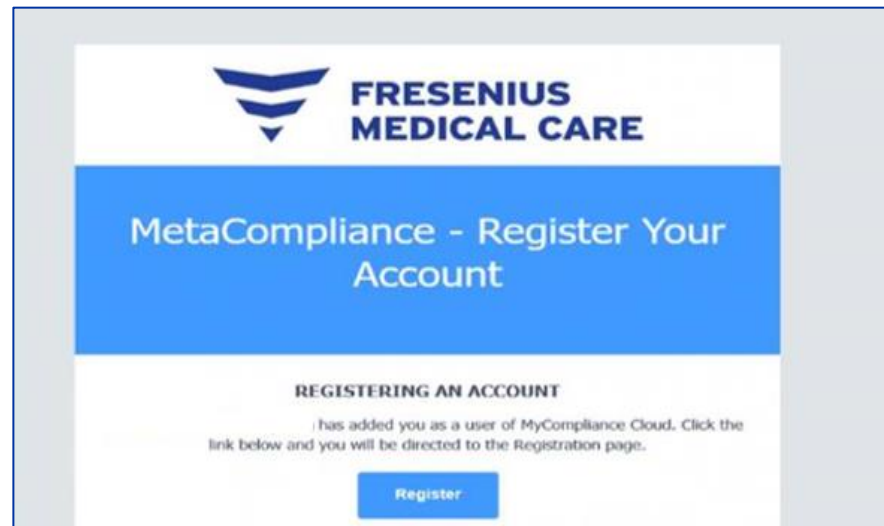 FRESENIUS
MEDICAL CARE
MetaCompliance - Register Your
Account
REGISTERING AN ACCOUNT
has added you as a user of MyCompliance Cloud. Click the
link below and you will be directed to the Registration page.
Register